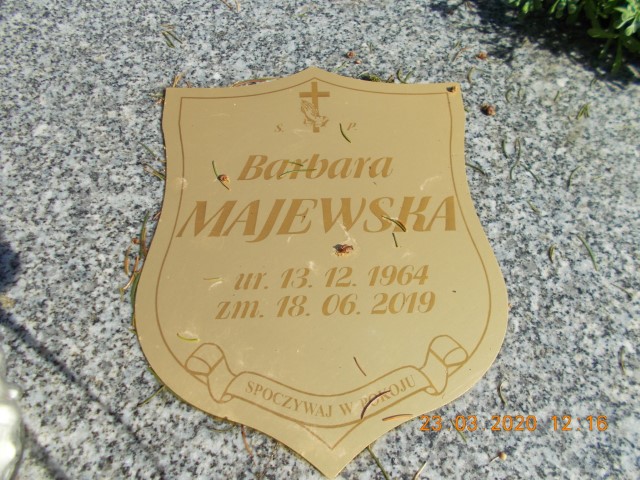 S. P
Barbara
MAJEWSKA
ur. 13. 12. 1964
zm. 18. 06. 2019
SPOCZYWAJ W POKOJU
23.03.2020 12.16